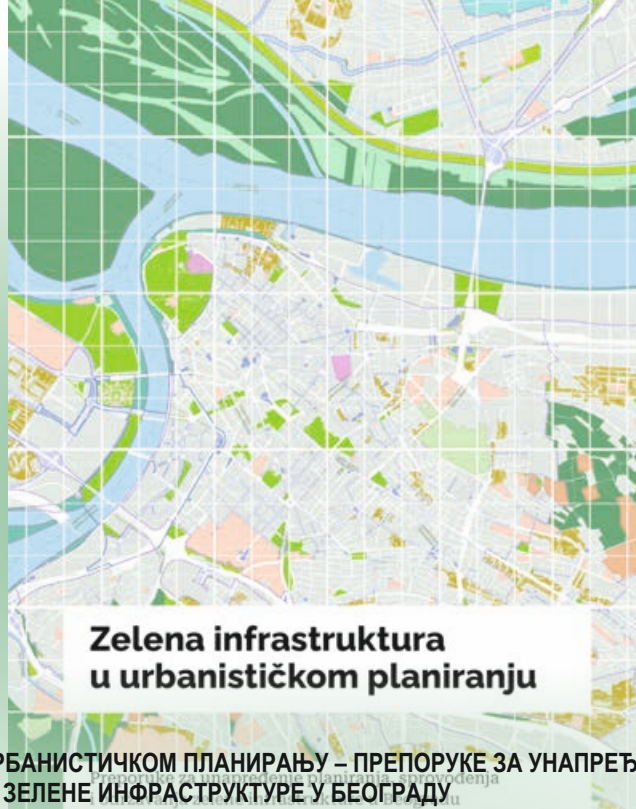 Zelena infrastruktura
u urbanističkom planiranju
РБАНИСТИЧКОМ ПЛАНИРАЊУ – ПРЕПОРУКЕ ЗА УНАПРЕЂ
Preporuke za unapređenje planiranja, sprovođenja
ЗЕЛЕНЕ ИНФРАСТРУКТУРЕ У БЕОГРАДУ